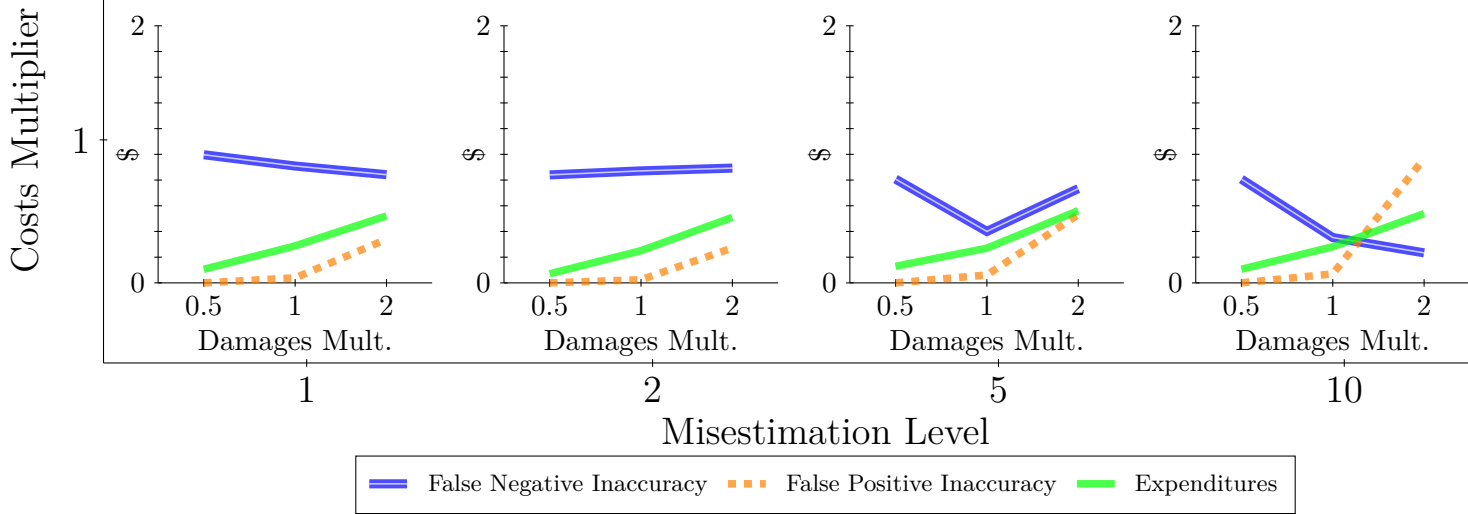 Costs Multiplier
1
2
$
0
0.5 1 2
Damages Mult.
2
$
0
0.5 1 2
Damages Mult.
2
$
0
0.5 1 2
Damages Mult.
2
$
0
0.5 1 2
Damages Mult.
1 2 5 10
Misestimation Level
False Negative Inaccuracy False Positive Inaccuracy Expenditures